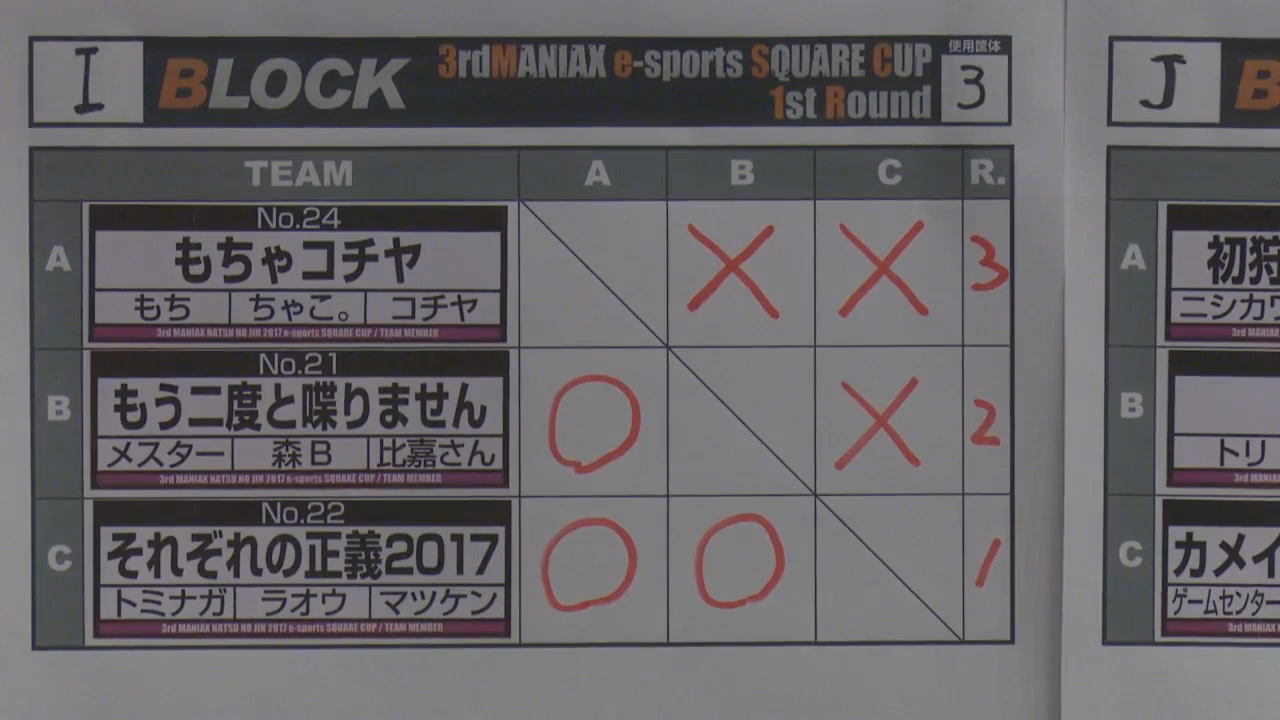 I BLOCK 3rdMANIAX e-sports SQUARE CUP 使用筐体
1st Round 3
TEAM A B C R.
No.24
A もちゃコチヤ × × 3
もち ちゃこ。 コチヤ
3rd MANIAX NATSU NO JIN 2017 e-sports SQUARE CUP / TEAM MEMBER
No.21
B もう二度と喋りません ○ × 2
メスター 森B 比嘉さん
3rd MANIAX NATSU NO JIN 2017 e-sports SQUARE CUP / TEAM MEMBER
No.22
C それぞれの正義2017 ○ ○ 1
トミナガ ラオウ マツケン
3rd MANIAX NATSU NO JIN 2017 e-sports SQUARE CUP / TEAM MEMBER
J B
A 初狩
ニシカワ
3rd MANIAX
B
トリ
3rd MANIAX
C カメイ
ゲームセンター
3rd MANIAX